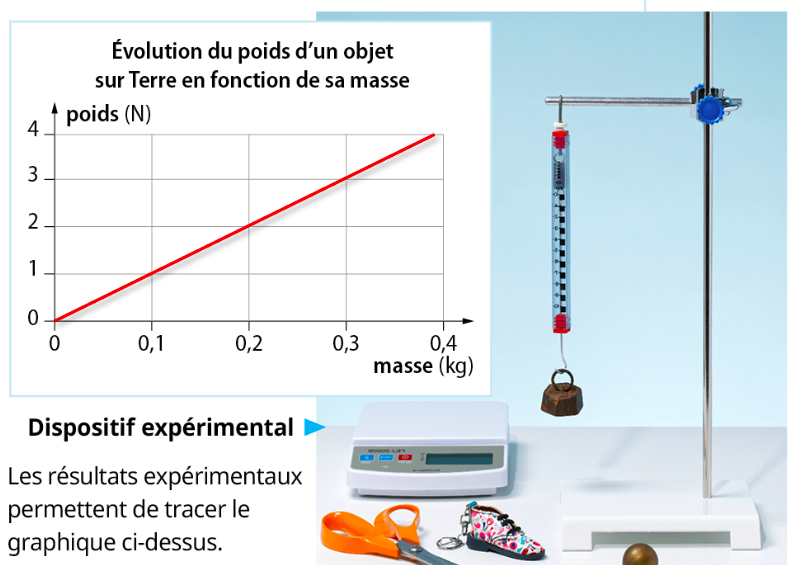 Évolution du poids d’un objet
sur Terre en fonction de sa masse
poids (N)
4
3
2
1
0
0 0,1 0,2 0,3 0,4
masse (kg)
Dispositif expérimental
Les résultats expérimentaux
permettent de tracer le
graphique ci-dessus.